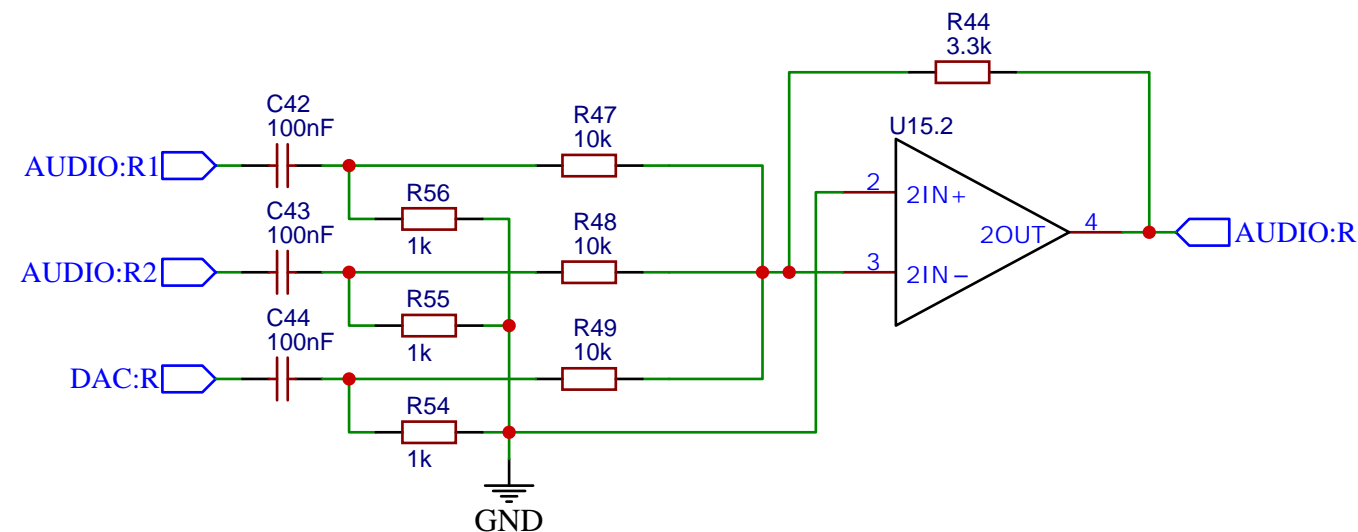 R44
3.3k
C42
100nF
R47
10k
U15.2
AUDIO:R1
R56
1k
2
2IN+
C43
100nF
R48
10k
2OUT
4
AUDIO:R
AUDIO:R2
3
2IN-
R55
1k
C44
100nF
R49
10k
DAC:R
R54
1k
GND